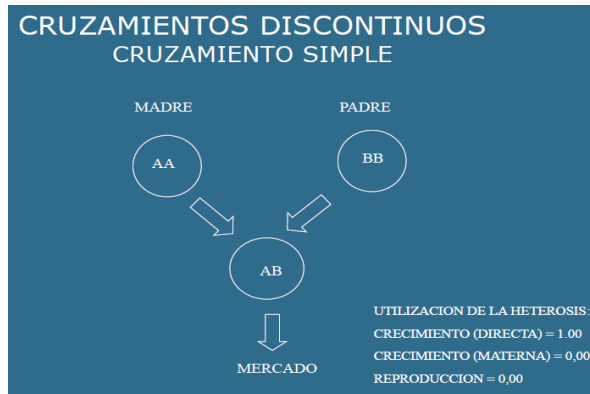 CRUZAMIENTOS DISCONTINUOS
CRUZAMIENTO SIMPLE
MADRE
PADRE
AA
BB
AB
MERCADO
UTILIZACION DE LA HETEROSIS:
CRECIMIENTO (DIRECTA) = 1.00
CRECIMIENTO (MATERNA) = 0,00
REPRODUCCION = 0,00